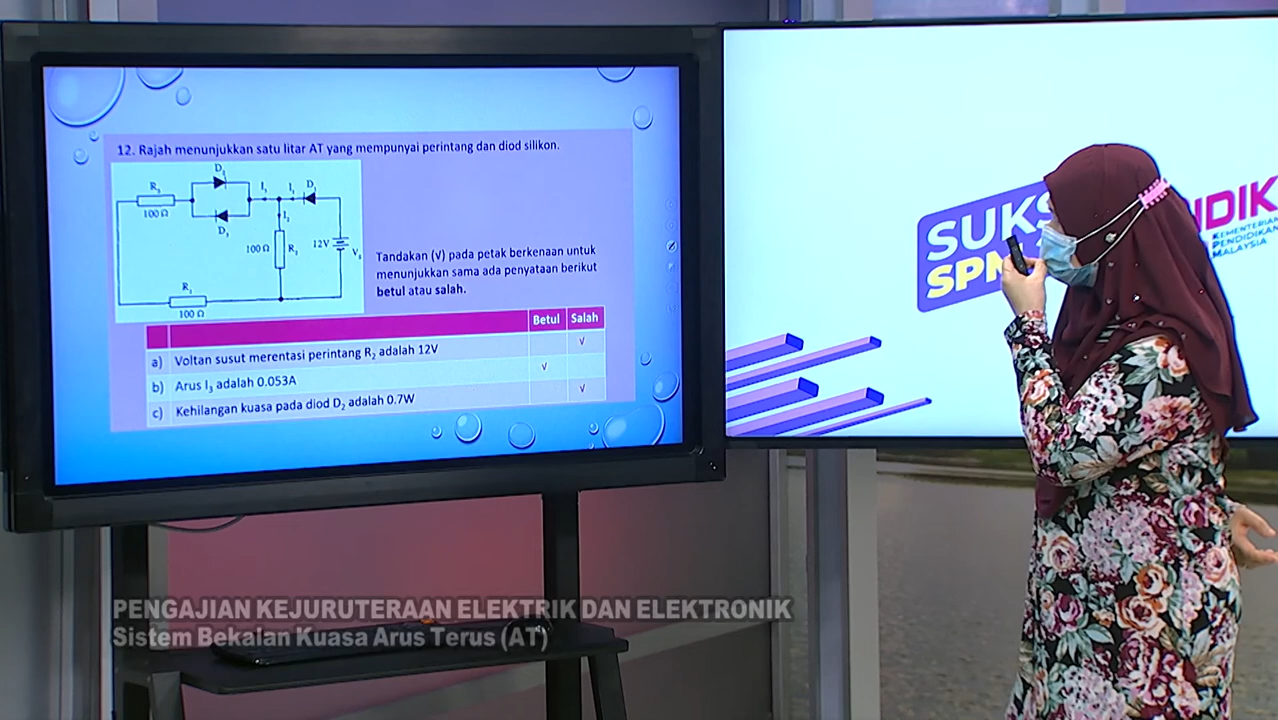 12. Rajah menunjukkan satu litar AT yang mempunyai perintang dan diod silikon.
D₂
R₃
I₃
I₁
D₁
100 Ω
D₃
I₂
100 Ω
R₂
12V
R₁
100 Ω
Tandakan (√) pada petak berkenaan untuk
menunjukkan sama ada penyataan berikut
betul atau salah.
Betul Salah
a) Voltan susut merentasi perintang R₂ adalah 12V √
b) Arus I₃ adalah 0.053A √
c) Kehilangan kuasa pada diod D₂ adalah 0.7W √
SUKS
SPM
NDIK
KEMENTERIAN
PENDIDIKAN
MALAYSIA
PENGAJIAN KEJURUTERAAN ELEKTRIK DAN ELEKTRONIK
Sistem Bekalan Kuasa Arus Terus (AT)